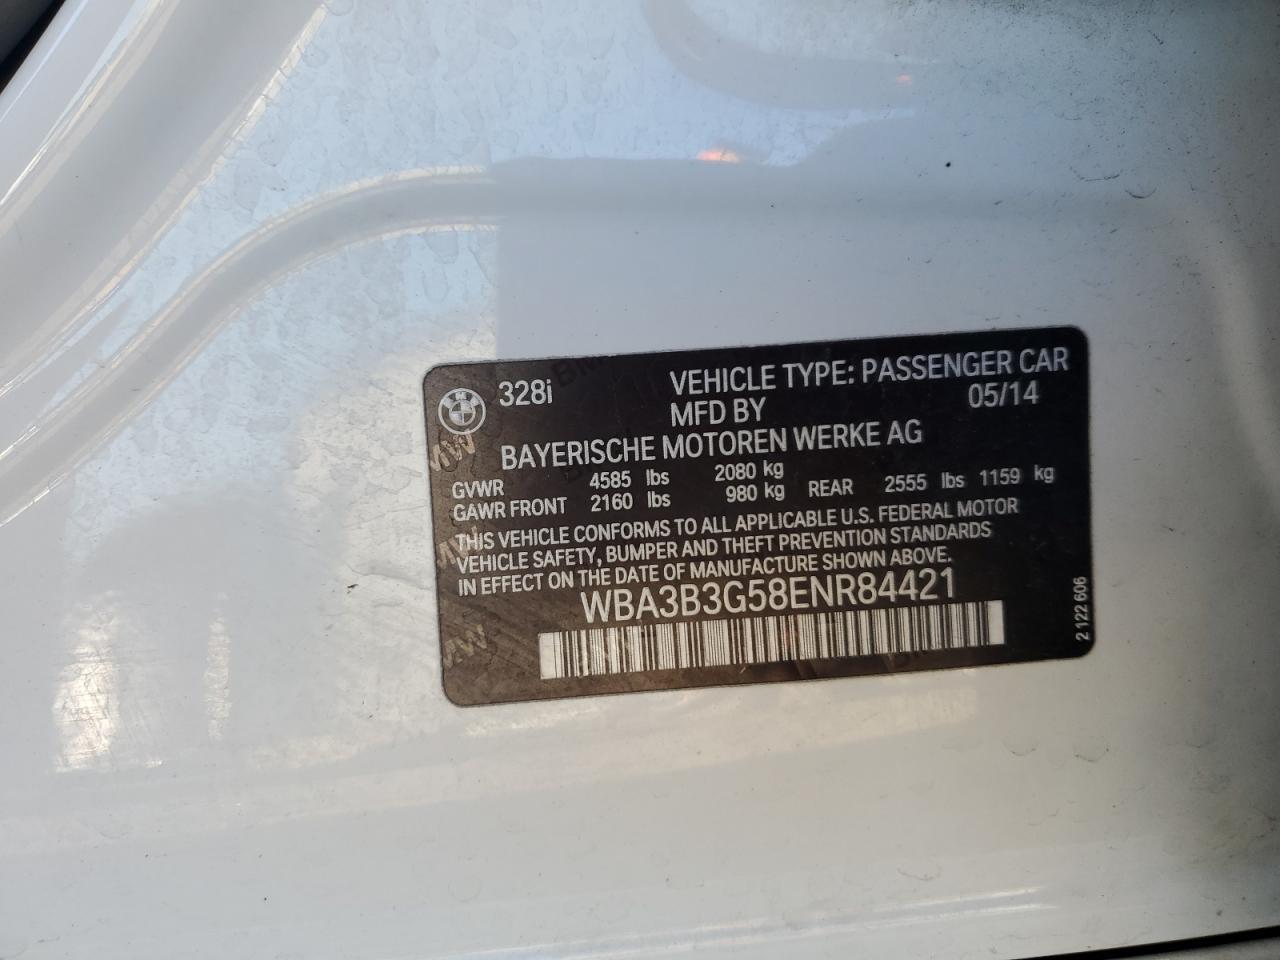 328i VEHICLE TYPE: PASSENGER CAR
MFD BY 05/14
BAYERISCHE MOTOREN WERKE AG
GVWR 4585 lbs 2080 kg
GAWR FRONT 2160 lbs 980 kg REAR 2555 lbs 1159 kg
THIS VEHICLE CONFORMS TO ALL APPLICABLE U.S. FEDERAL MOTOR
VEHICLE SAFETY, BUMPER AND THEFT PREVENTION STANDARDS
IN EFFECT ON THE DATE OF MANUFACTURE SHOWN ABOVE.
WBA3B3G58ENR84421
2 122 606